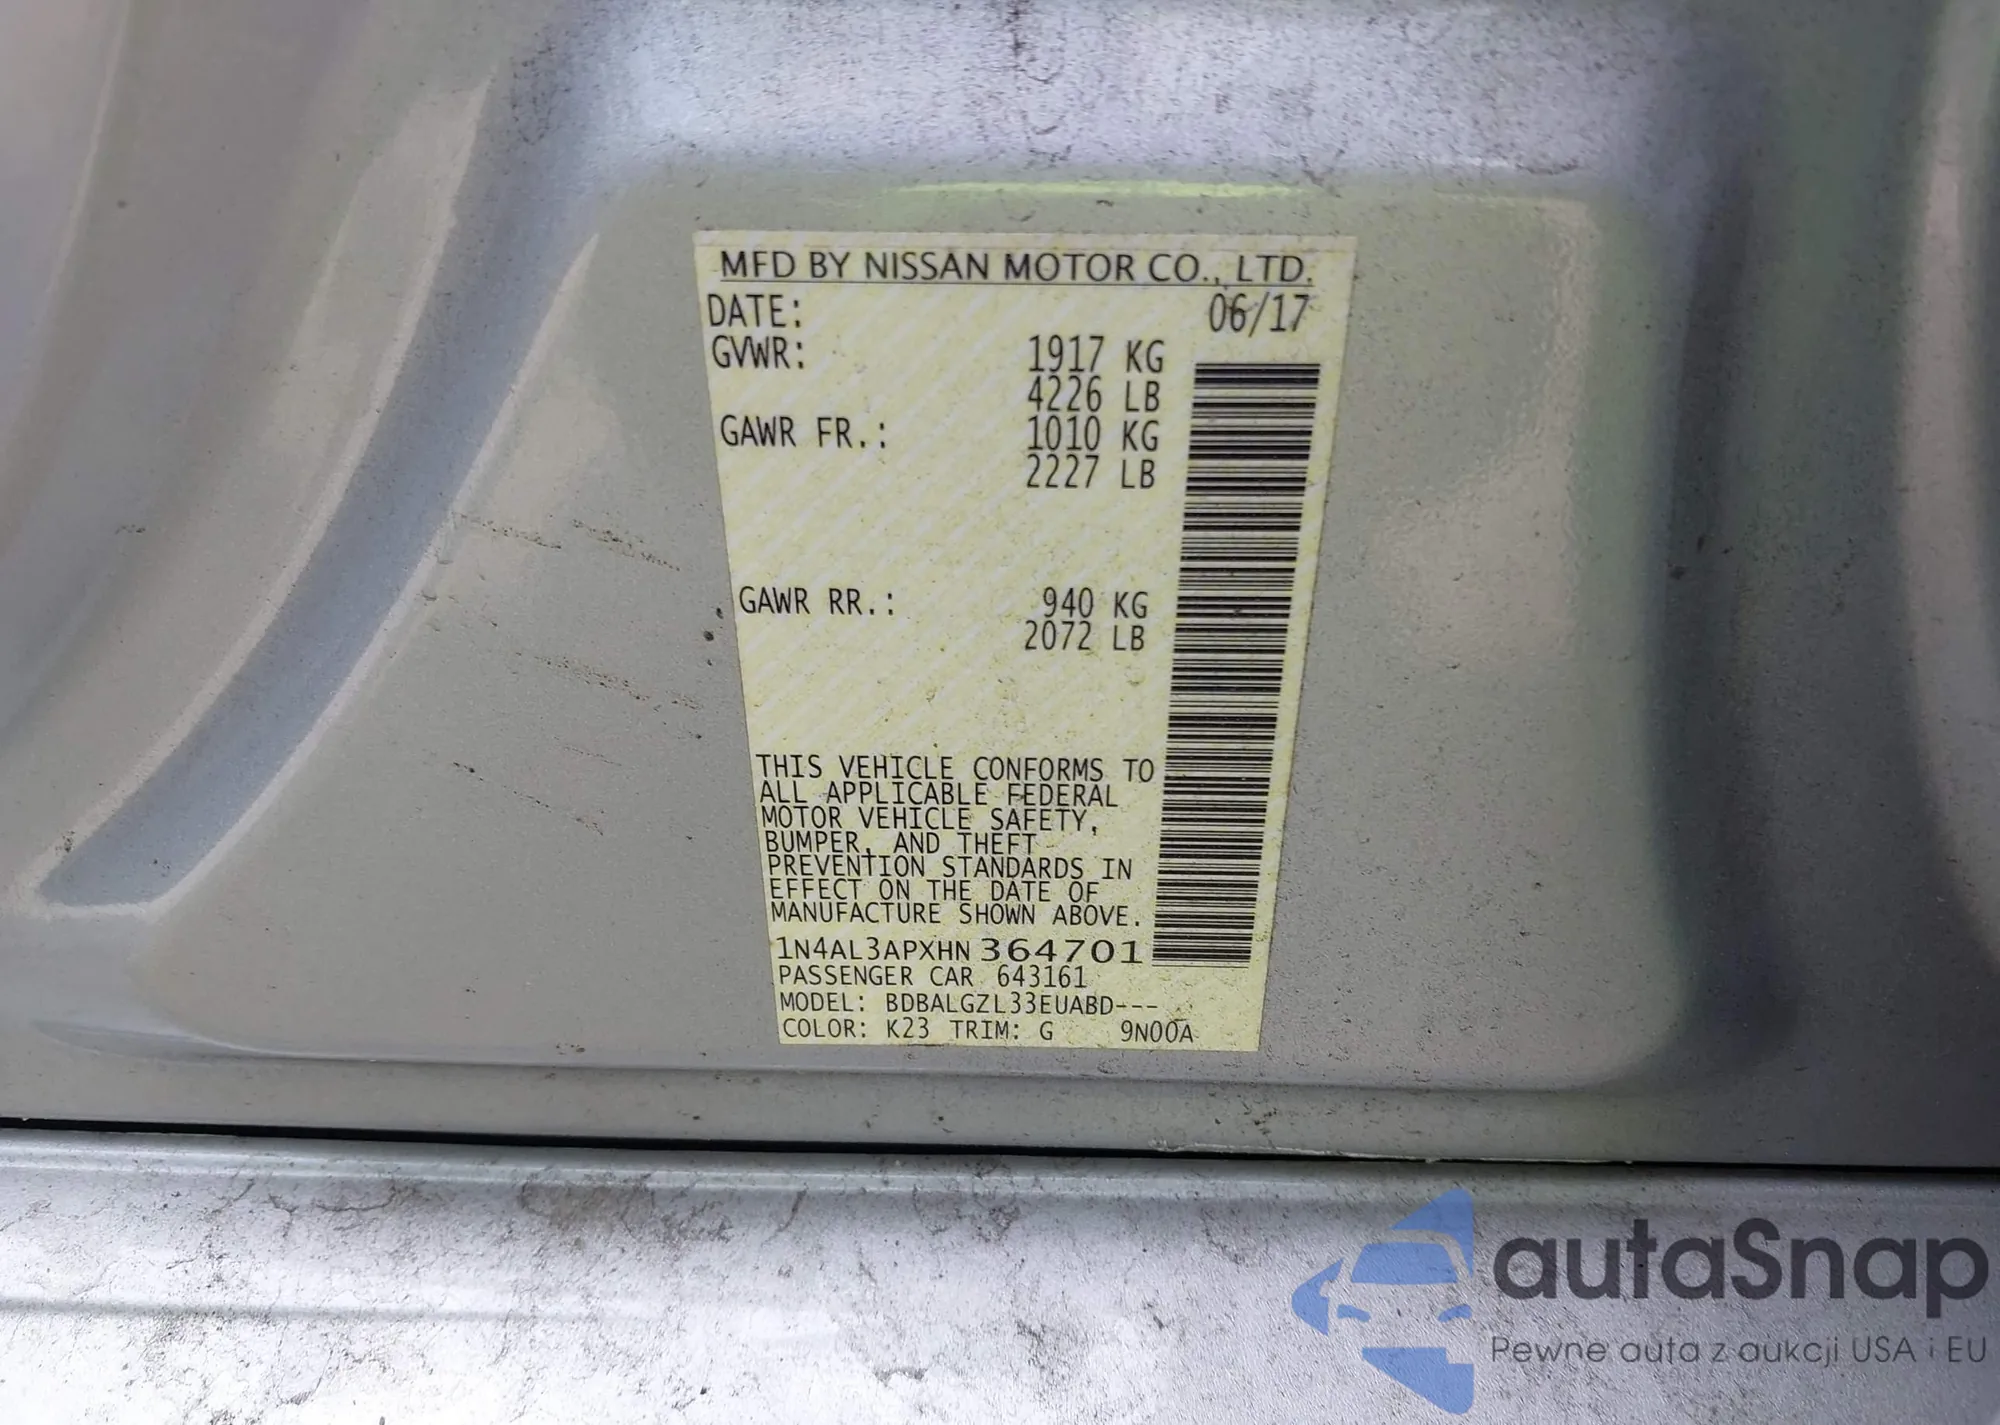 MFD BY NISSAN MOTOR CO., LTD.
DATE: 06/17
GVWR: 1917 KG
4226 LB
GAWR FR.: 1010 KG
2227 LB
GAWR RR.: 940 KG
2072 LB
THIS VEHICLE CONFORMS TO
ALL APPLICABLE FEDERAL
MOTOR VEHICLE SAFETY,
BUMPER, AND THEFT
PREVENTION STANDARDS IN
EFFECT ON THE DATE OF
MANUFACTURE SHOWN ABOVE.
1N4AL3APXHN 364701
PASSENGER CAR 643161
MODEL: BDBALGZL33EUABD---
COLOR: K23 TRIM: G 9N00A
autaSnap
Pewne auta z aukcji USA i EU